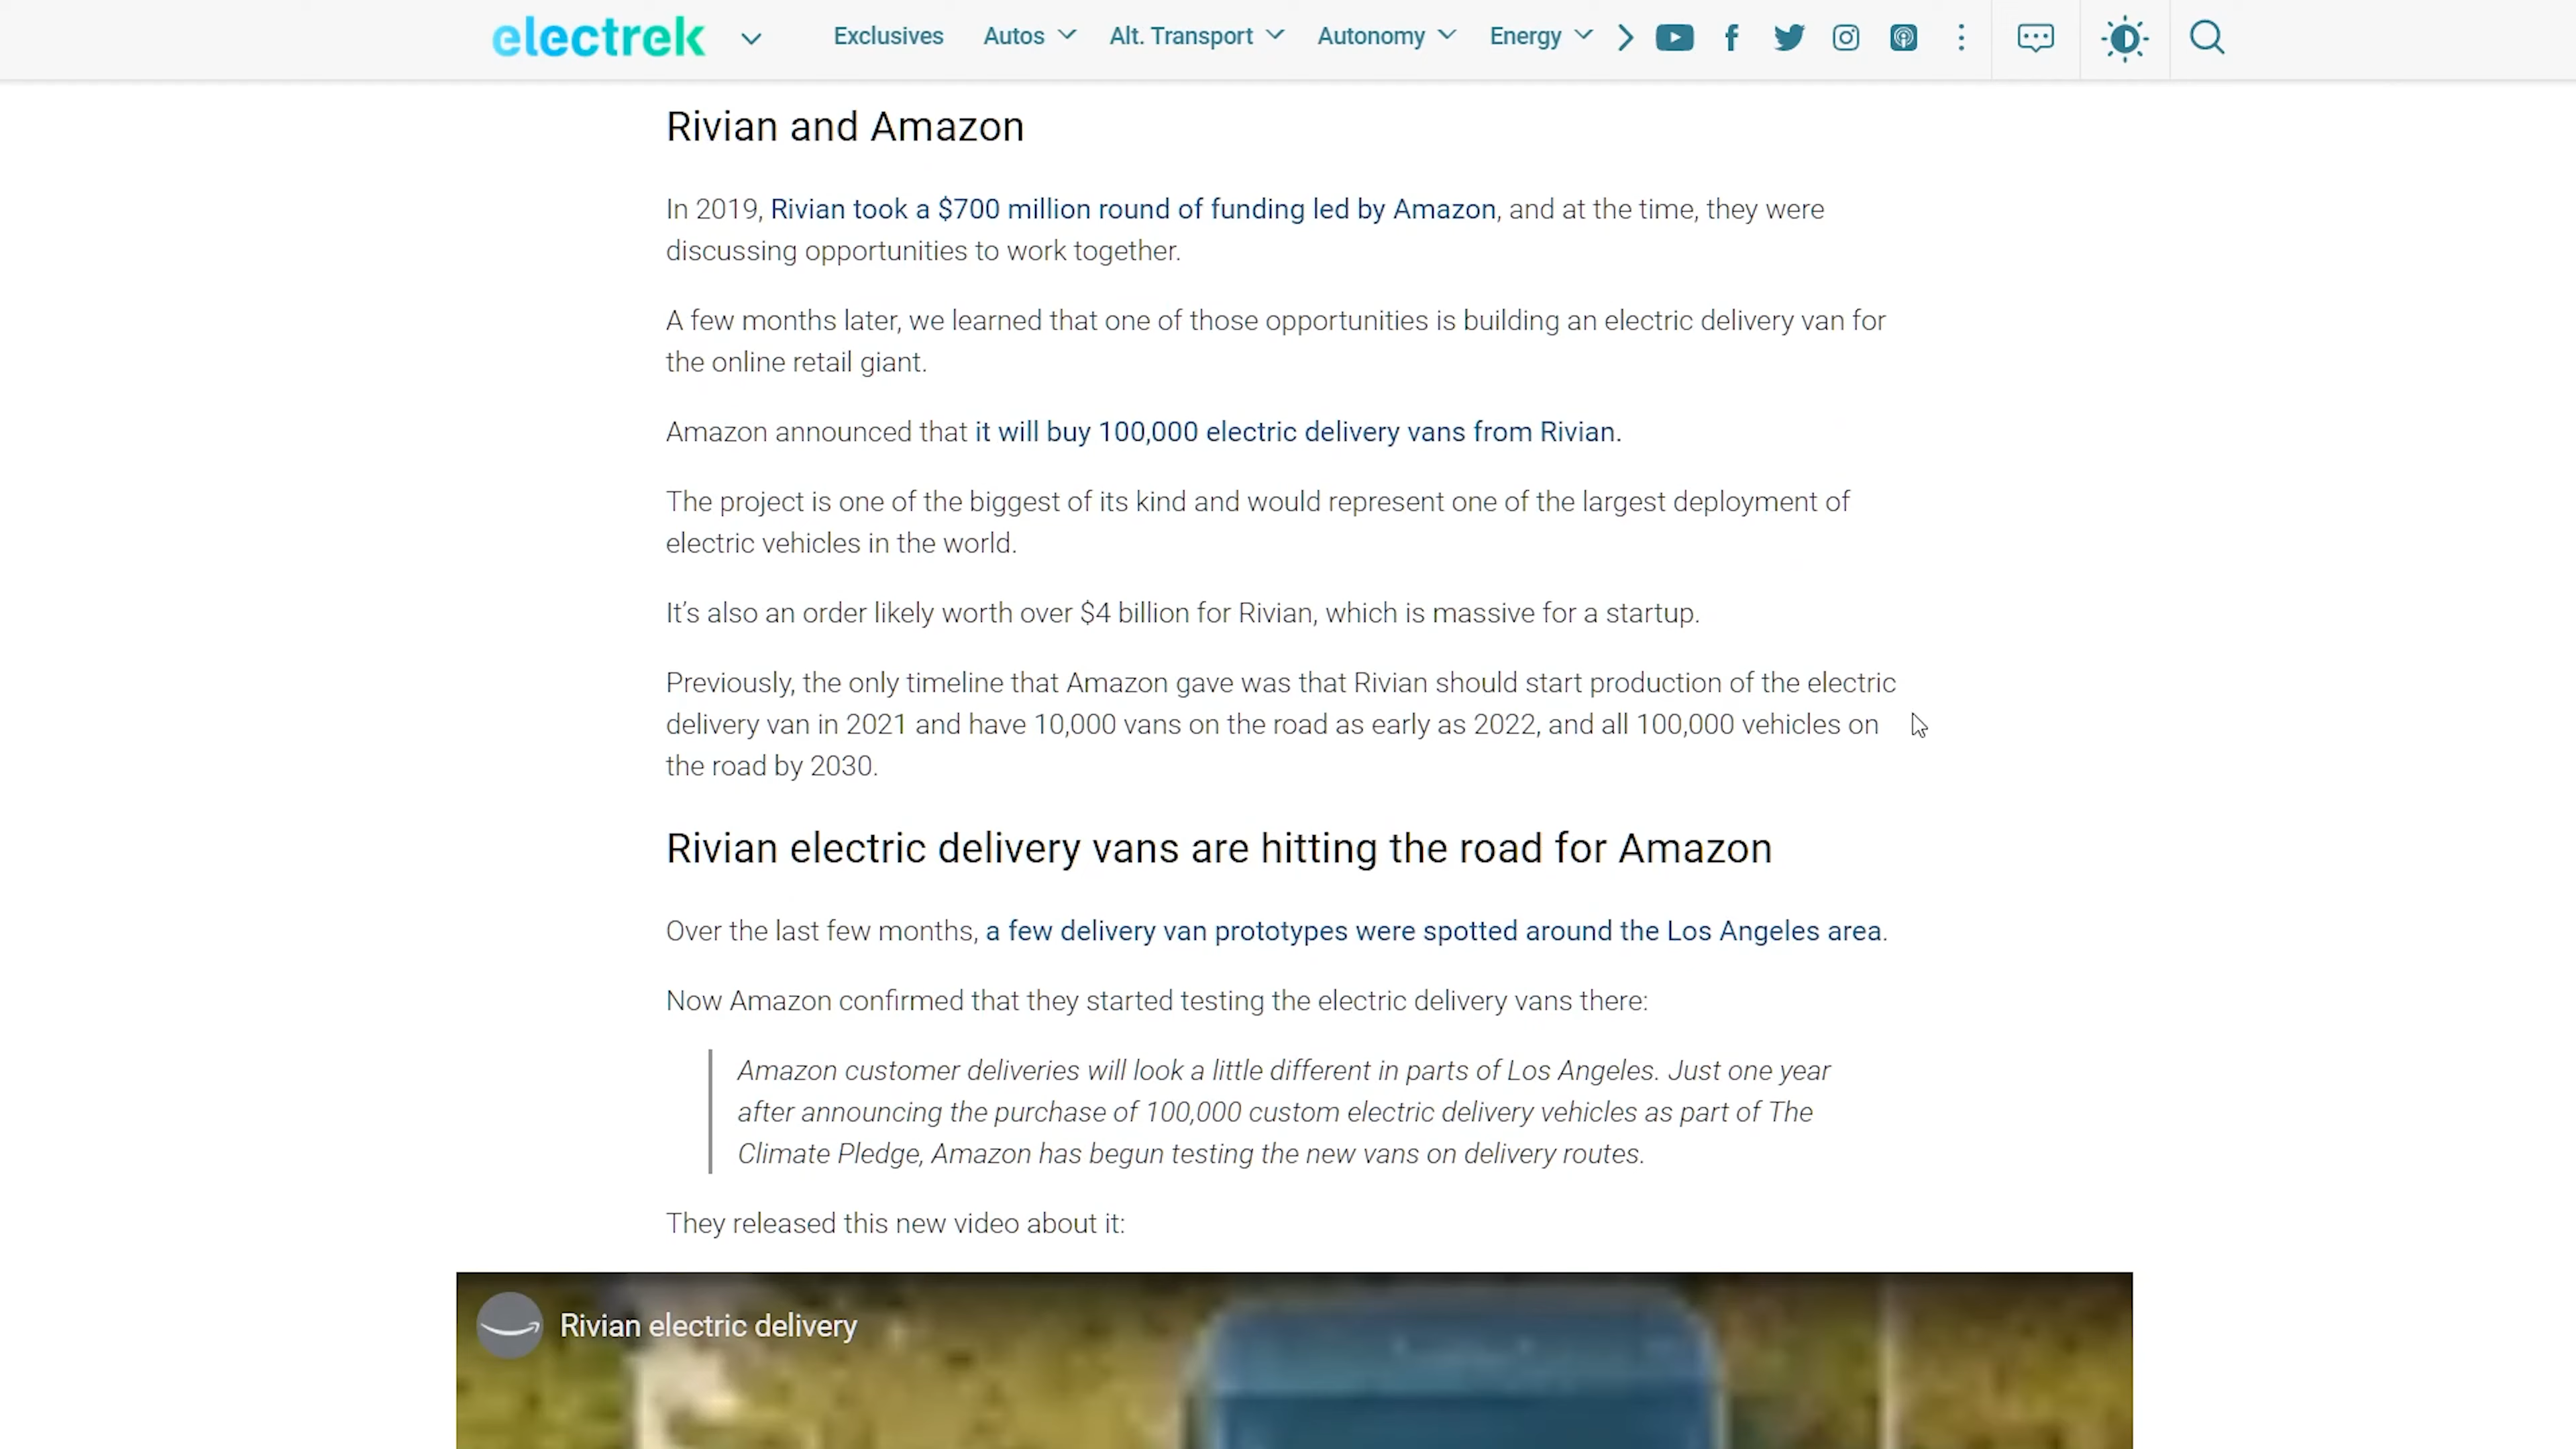 electrek
Exclusives Autos Alt. Transport Autonomy Energy
Rivian and Amazon
In 2019, Rivian took a $700 million round of funding led by Amazon, and at the time, they were
discussing opportunities to work together.
A few months later, we learned that one of those opportunities is building an electric delivery van for
the online retail giant.
Amazon announced that it will buy 100,000 electric delivery vans from Rivian.
The project is one of the biggest of its kind and would represent one of the largest deployment of
electric vehicles in the world.
It's also an order likely worth over $4 billion for Rivian, which is massive for a startup.
Previously, the only timeline that Amazon gave was that Rivian should start production of the electric
delivery van in 2021 and have 10,000 vans on the road as early as 2022, and all 100,000 vehicles on
the road by 2030.
Rivian electric delivery vans are hitting the road for Amazon
Over the last few months, a few delivery van prototypes were spotted around the Los Angeles area.
Now Amazon confirmed that they started testing the electric delivery vans there:
Amazon customer deliveries will look a little different in parts of Los Angeles. Just one year
after announcing the purchase of 100,000 custom electric delivery vehicles as part of The
Climate Pledge, Amazon has begun testing the new vans on delivery routes.
They released this new video about it:
Rivian electric delivery